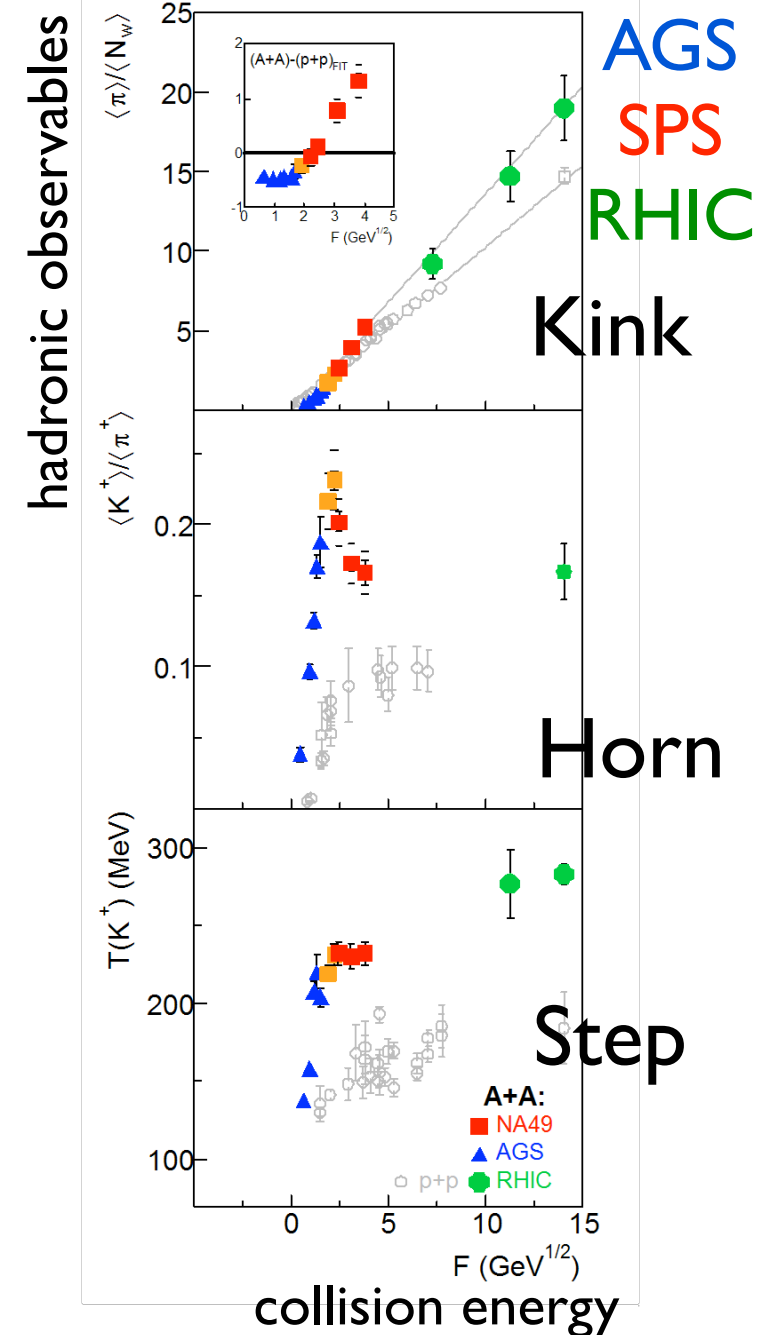 hadronic observables
⟨π⟩/⟨N_W⟩
25
20
15
10
5
2
1
0
-1
(A+A)-(p+p)_FIT
0 1 2 3 4 5
F (GeV^1/2)
AGS
SPS
RHIC
Kink
⟨K^+⟩/⟨π^+⟩
0.2
0.1
Horn
T(K^+) (MeV)
300
200
100
Step
A+A:
NA49
AGS
p+p RHIC
0 5 10 15
F (GeV^1/2)
collision energy